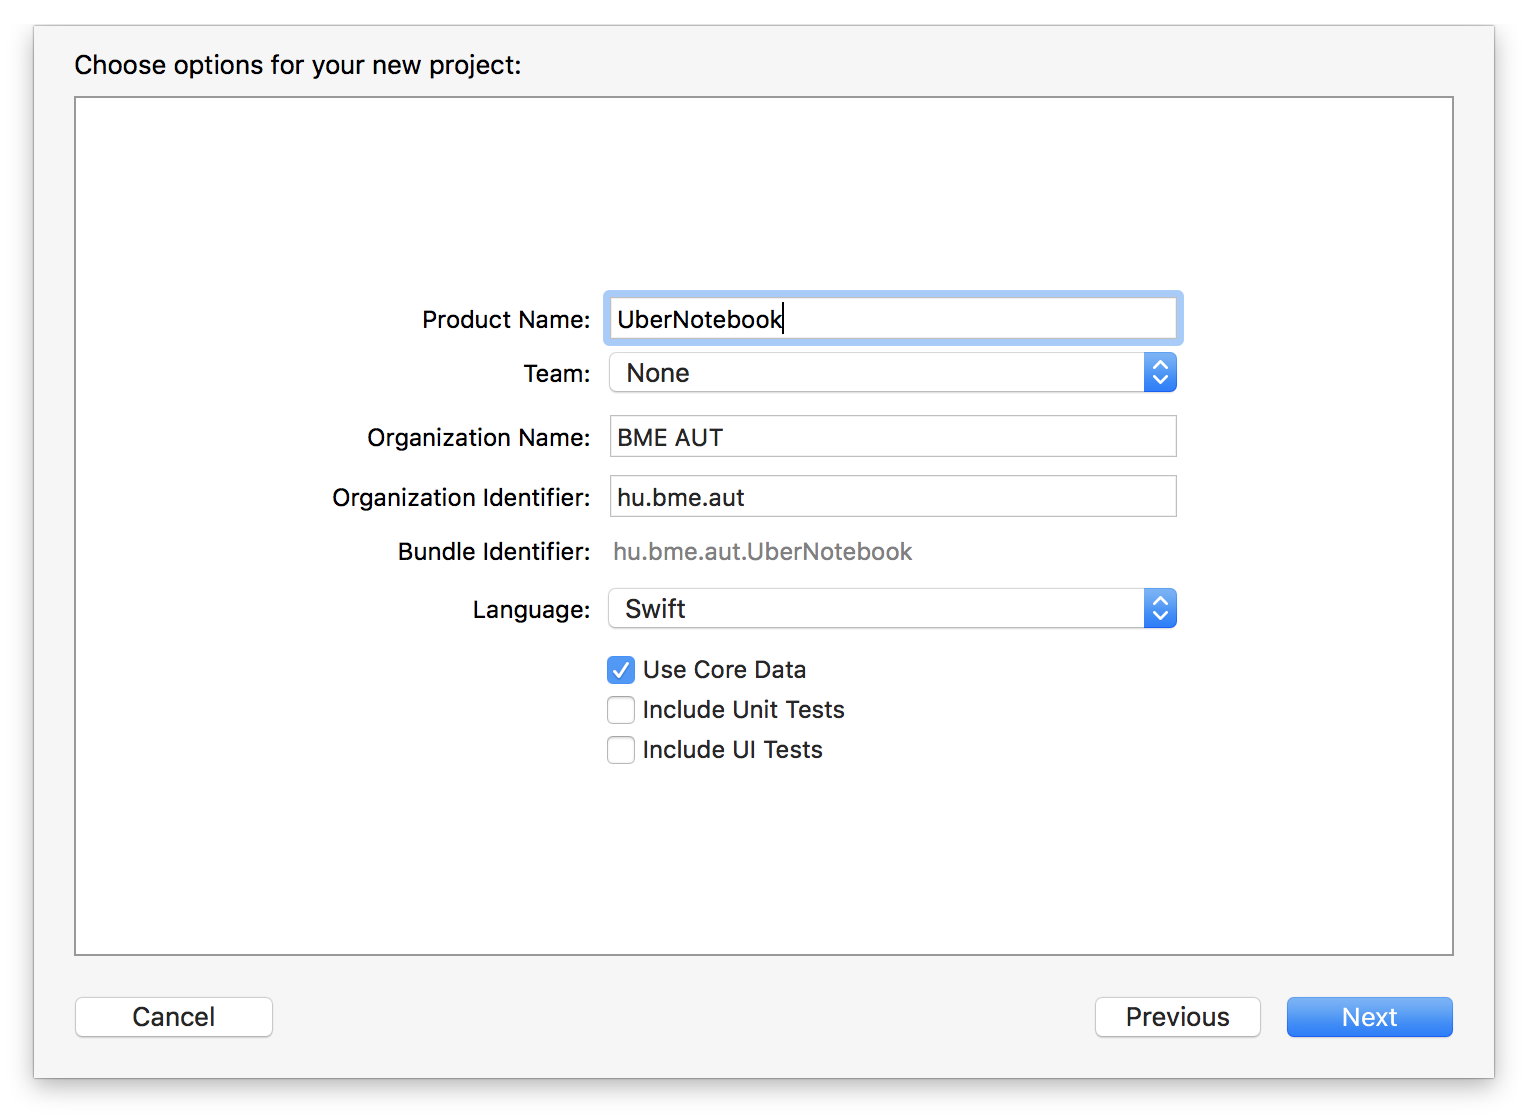 Choose options for your new project:
Product Name: UberNotebook
Team: None
Organization Name: BME AUT
Organization Identifier: hu.bme.aut
Bundle Identifier: hu.bme.aut.UberNotebook
Language: Swift
Use Core Data
Include Unit Tests
Include UI Tests
Cancel Previous Next